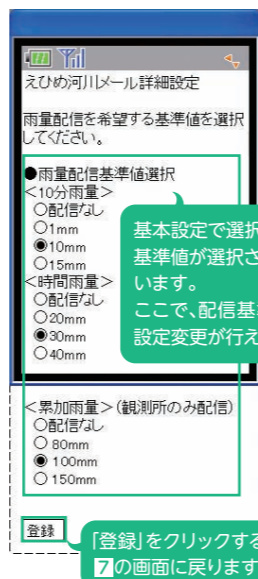 えひめ河川メール詳細設定
雨量配信を希望する基準値を選択
してください。
●雨量配信基準値選択
<10分雨量>
○配信なし
○1mm
◉10mm
○15mm
<時間雨量>
○配信なし
○20mm
◉30mm
○40mm
基本設定で選択
基準値が選択さ
います。
ここで、配信基
設定変更が行え
<累加雨量>(観測所のみ配信)
○配信なし
○ 80mm
◉ 100mm
○ 150mm
登録
「登録」をクリックする
7の画面に戻ります